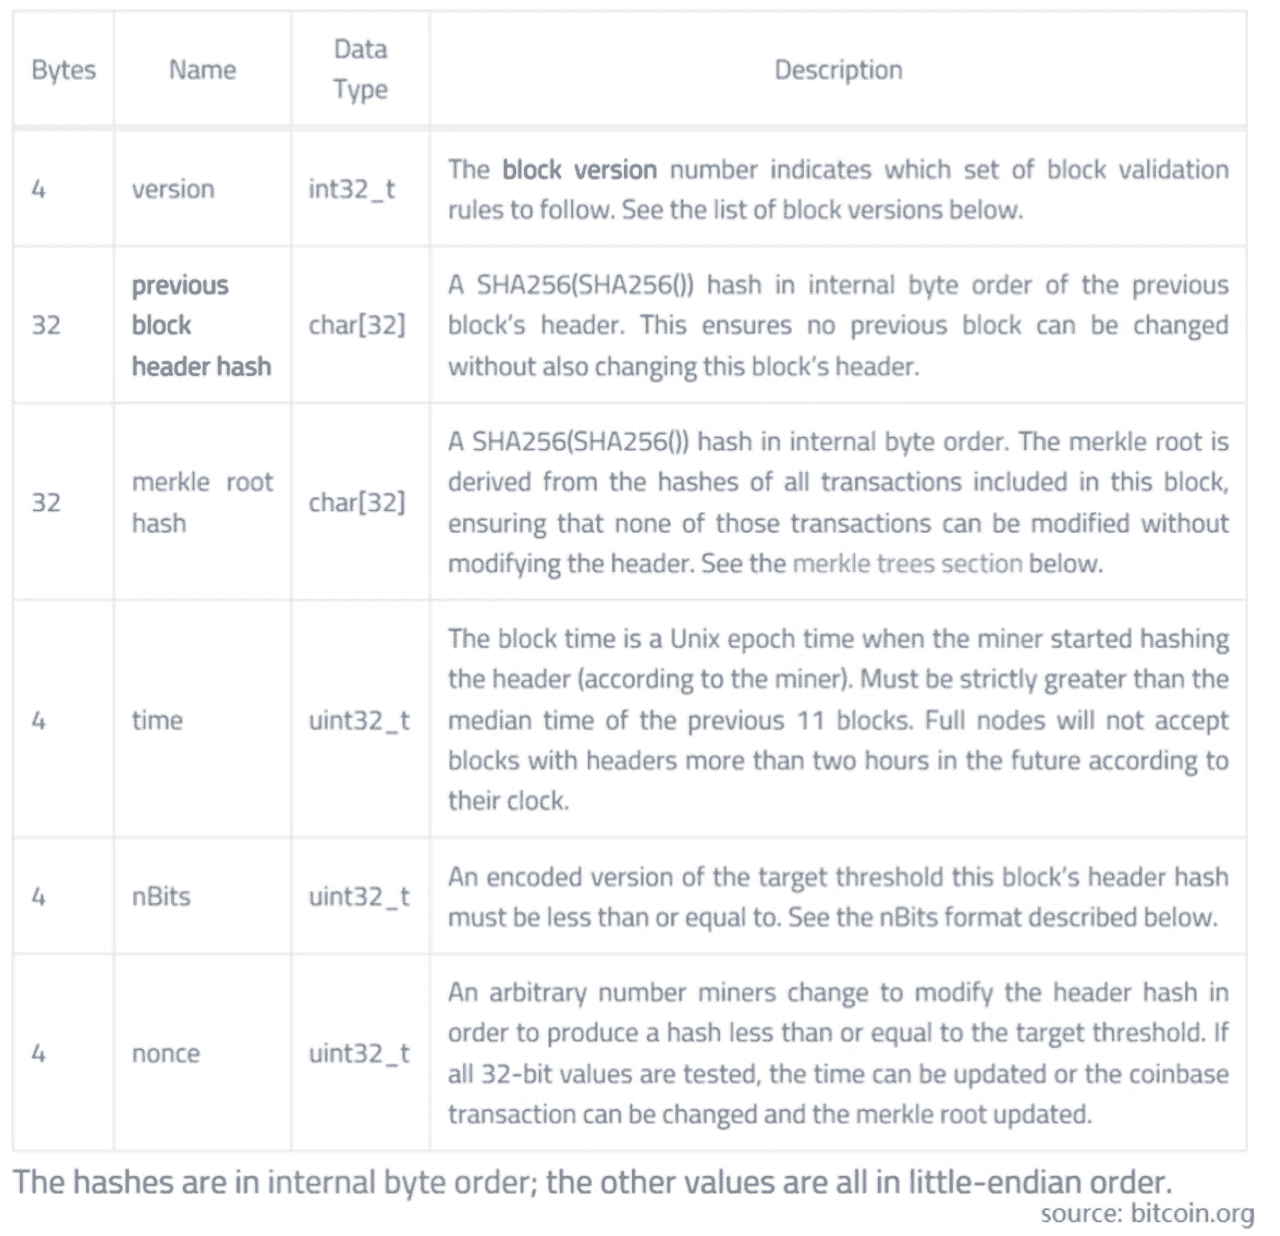 Bytes
Name
Data
Type
Description
4
version
int32_t
The block version number indicates which set of block validation
rules to follow. See the list of block versions below.
32
previous
block
header hash
char[32]
A SHA256(SHA256()) hash in internal byte order of the previous
block's header. This ensures no previous block can be changed
without also changing this block's header.
32
merkle root
hash
char[32]
A SHA256(SHA256()) hash in internal byte order. The merkle root is
derived from the hashes of all transactions included in this block,
ensuring that none of those transactions can be modified without
modifying the header. See the merkle trees section below.
4
time
uint32_t
The block time is a Unix epoch time when the miner started hashing
the header (according to the miner). Must be strictly greater than the
median time of the previous 11 blocks. Full nodes will not accept
blocks with headers more than two hours in the future according to
their clock.
4
nBits
uint32_t
An encoded version of the target threshold this block's header hash
must be less than or equal to. See the nBits format described below.
4
nonce
uint32_t
An arbitrary number miners change to modify the header hash in
order to produce a hash less than or equal to the target threshold. If
all 32-bit values are tested, the time can be updated or the coinbase
transaction can be changed and the merkle root updated.
The hashes are in internal byte order; the other values are all in little-endian order.
source: bitcoin.org